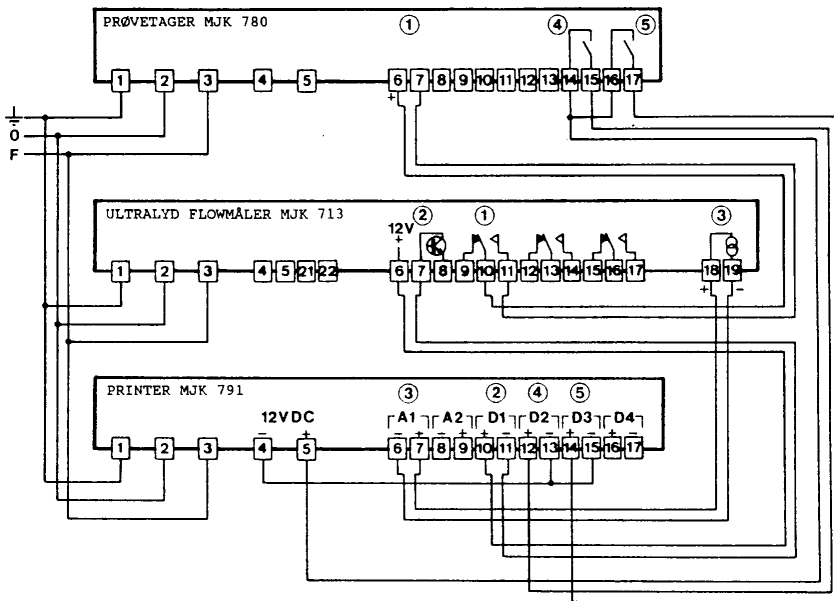 PRØVETAGER MJK 780
① ④ ⑤
1 2 3 4 5 6 7 8 9 10 11 12 13 14 15 16 17
+
0
F
ULTRALYD FLOWMÅLER MJK 713
② ① ③
12V
+
1 2 3 4 5 21 22 6 7 8 9 10 11 12 13 14 15 16 17 18 19
+ −
PRINTER MJK 791
③ ② ④ ⑤
12V DC A1 A2 D1 D2 D3 D4
− + − + − + + − + − + − + −
1 2 3 4 5 6 7 8 9 10 11 12 13 14 15 16 17